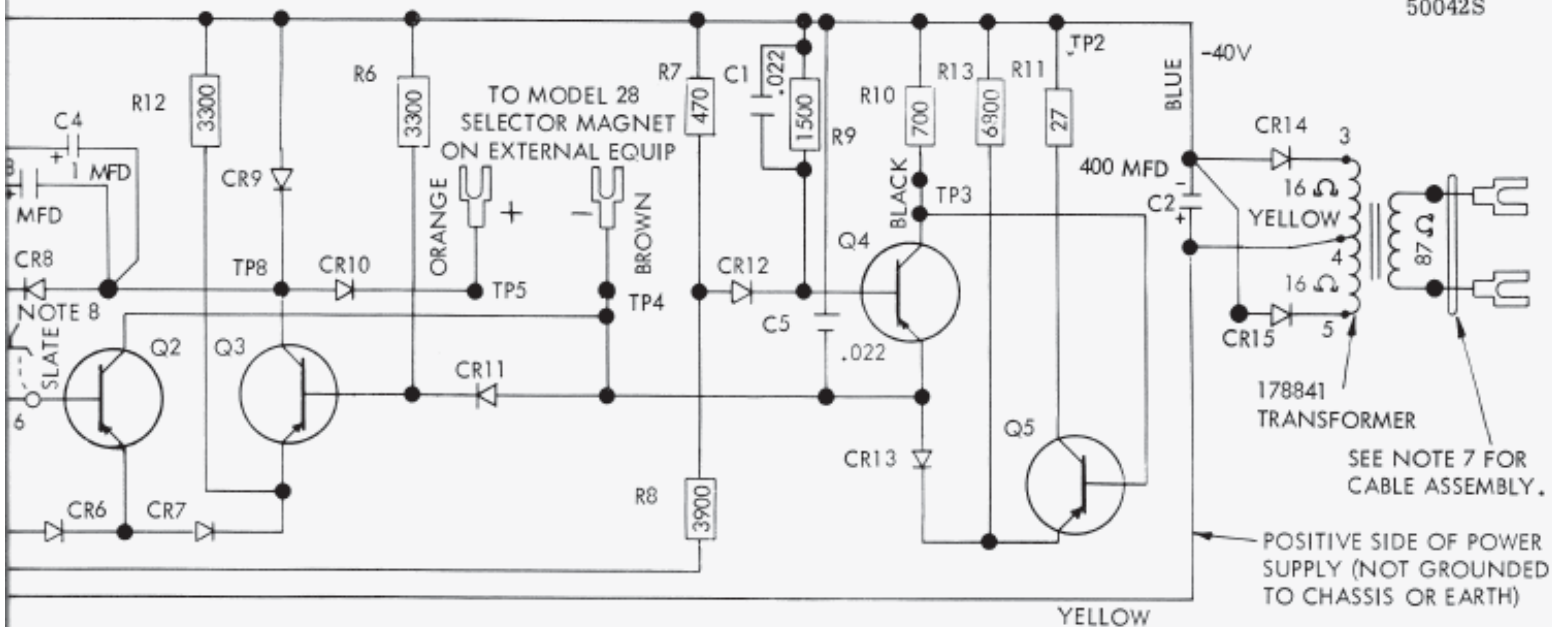 50042S
-40V
BLUE
TP2
R12
3300
R6
3300
TO MODEL 28
SELECTOR MAGNET
ON EXTERNAL EQUIP
R7
470
C1
.022
1500
R9
R10
700
R13
6800
R11
27
C4
+
1 MFD
+
MFD
CR9
ORANGE
+
-
BROWN
BLACK
TP3
400 MFD
-
C2
+
CR14
3
16 Ω
YELLOW
4
16 Ω
5
CR15
87 Ω
CR8
TP8
CR10
TP5
TP4
CR12
Q4
C5
.022
NOTE 8
SLATE
6
Q2
Q3
CR11
178841
TRANSFORMER
CR13
Q5
R8
3900
CR6
CR7
SEE NOTE 7 FOR
CABLE ASSEMBLY.
POSITIVE SIDE OF POWER
SUPPLY (NOT GROUNDED
TO CHASSIS OR EARTH)
YELLOW